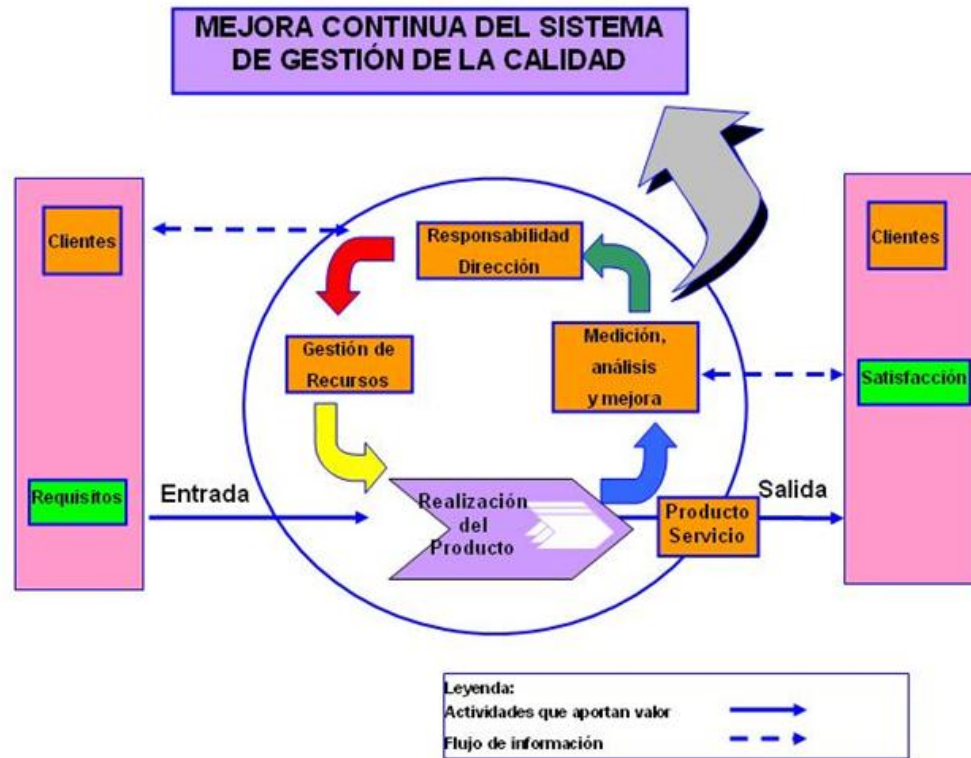 MEJORA CONTINUA DEL SISTEMA
DE GESTIÓN DE LA CALIDAD
Clientes
Requisitos
Entrada
Responsabilidad
Dirección
Gestión de
Recursos
Medición,
análisis
y mejora
Realización
del
Producto
Producto
Servicio
Salida
Clientes
Satisfacción
Leyenda:
Actividades que aportan valor
Flujo de información